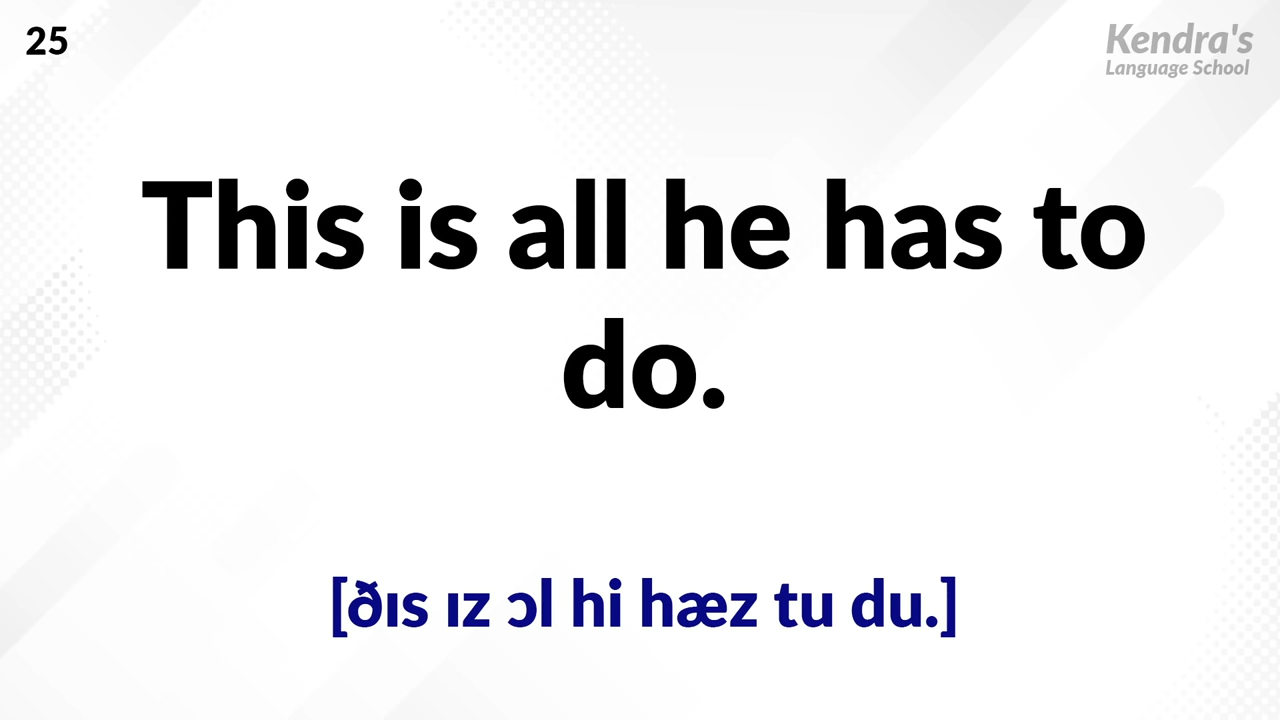 25
Kendra's
Language School
This is all he has to
do.
[ðɪs ɪz ɔl hi hæz tu du.]